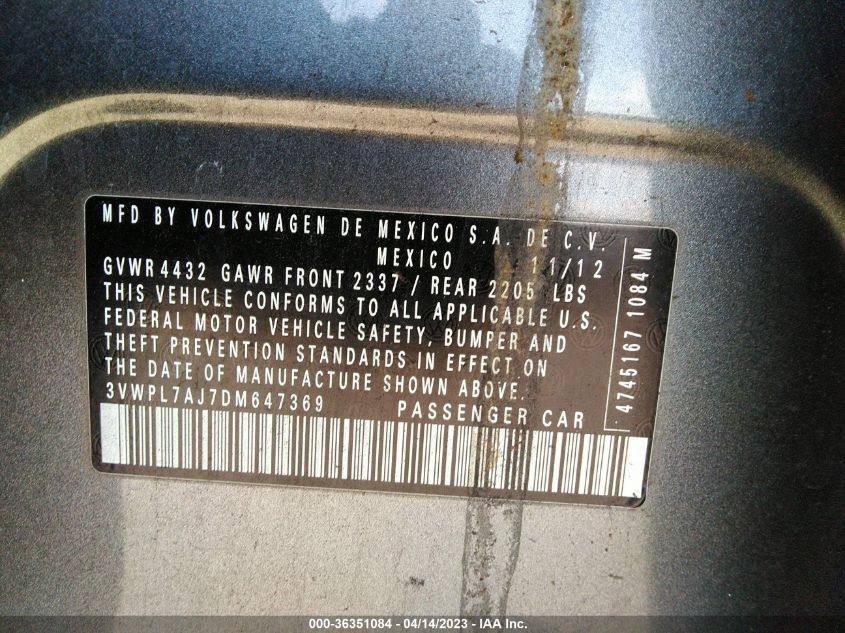 MFD BY VOLKSWAGEN DE MEXICO S.A. DE C.V.
MEXICO 11/12
GVWR 4432 GAWR FRONT 2337 / REAR 2205 LBS
THIS VEHICLE CONFORMS TO ALL APPLICABLE U.S.
FEDERAL MOTOR VEHICLE SAFETY, BUMPER AND
THEFT PREVENTION STANDARDS IN EFFECT ON
THE DATE OF MANUFACTURE SHOWN ABOVE.
3VWPL7AJ7DM647369 PASSENGER CAR
4745167 1084 M
000-36351084 - 04/14/2023 - IAA Inc.